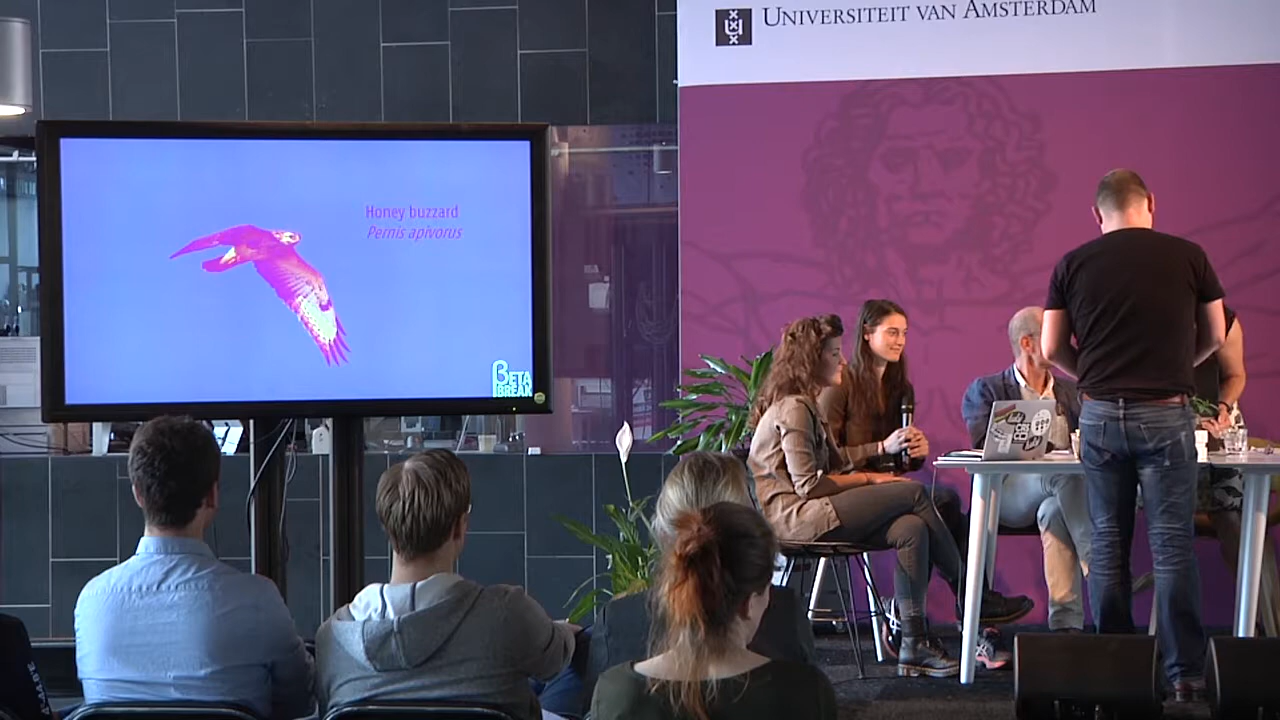 UNIVERSITEIT VAN AMSTERDAM
Honey buzzard
Pernis apivorus
BETA
BREAK